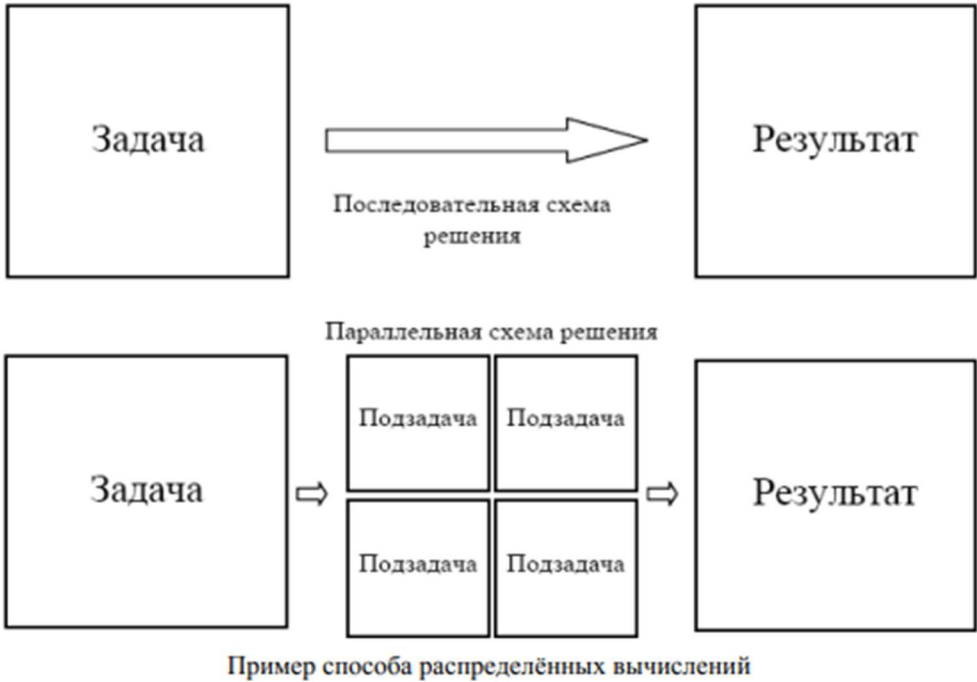 Задача
Результат
Последовательная схема
решения
Параллельная схема решения
Задача
Подзадача
Подзадача
Подзадача
Подзадача
Результат
Пример способа распределённых вычислений